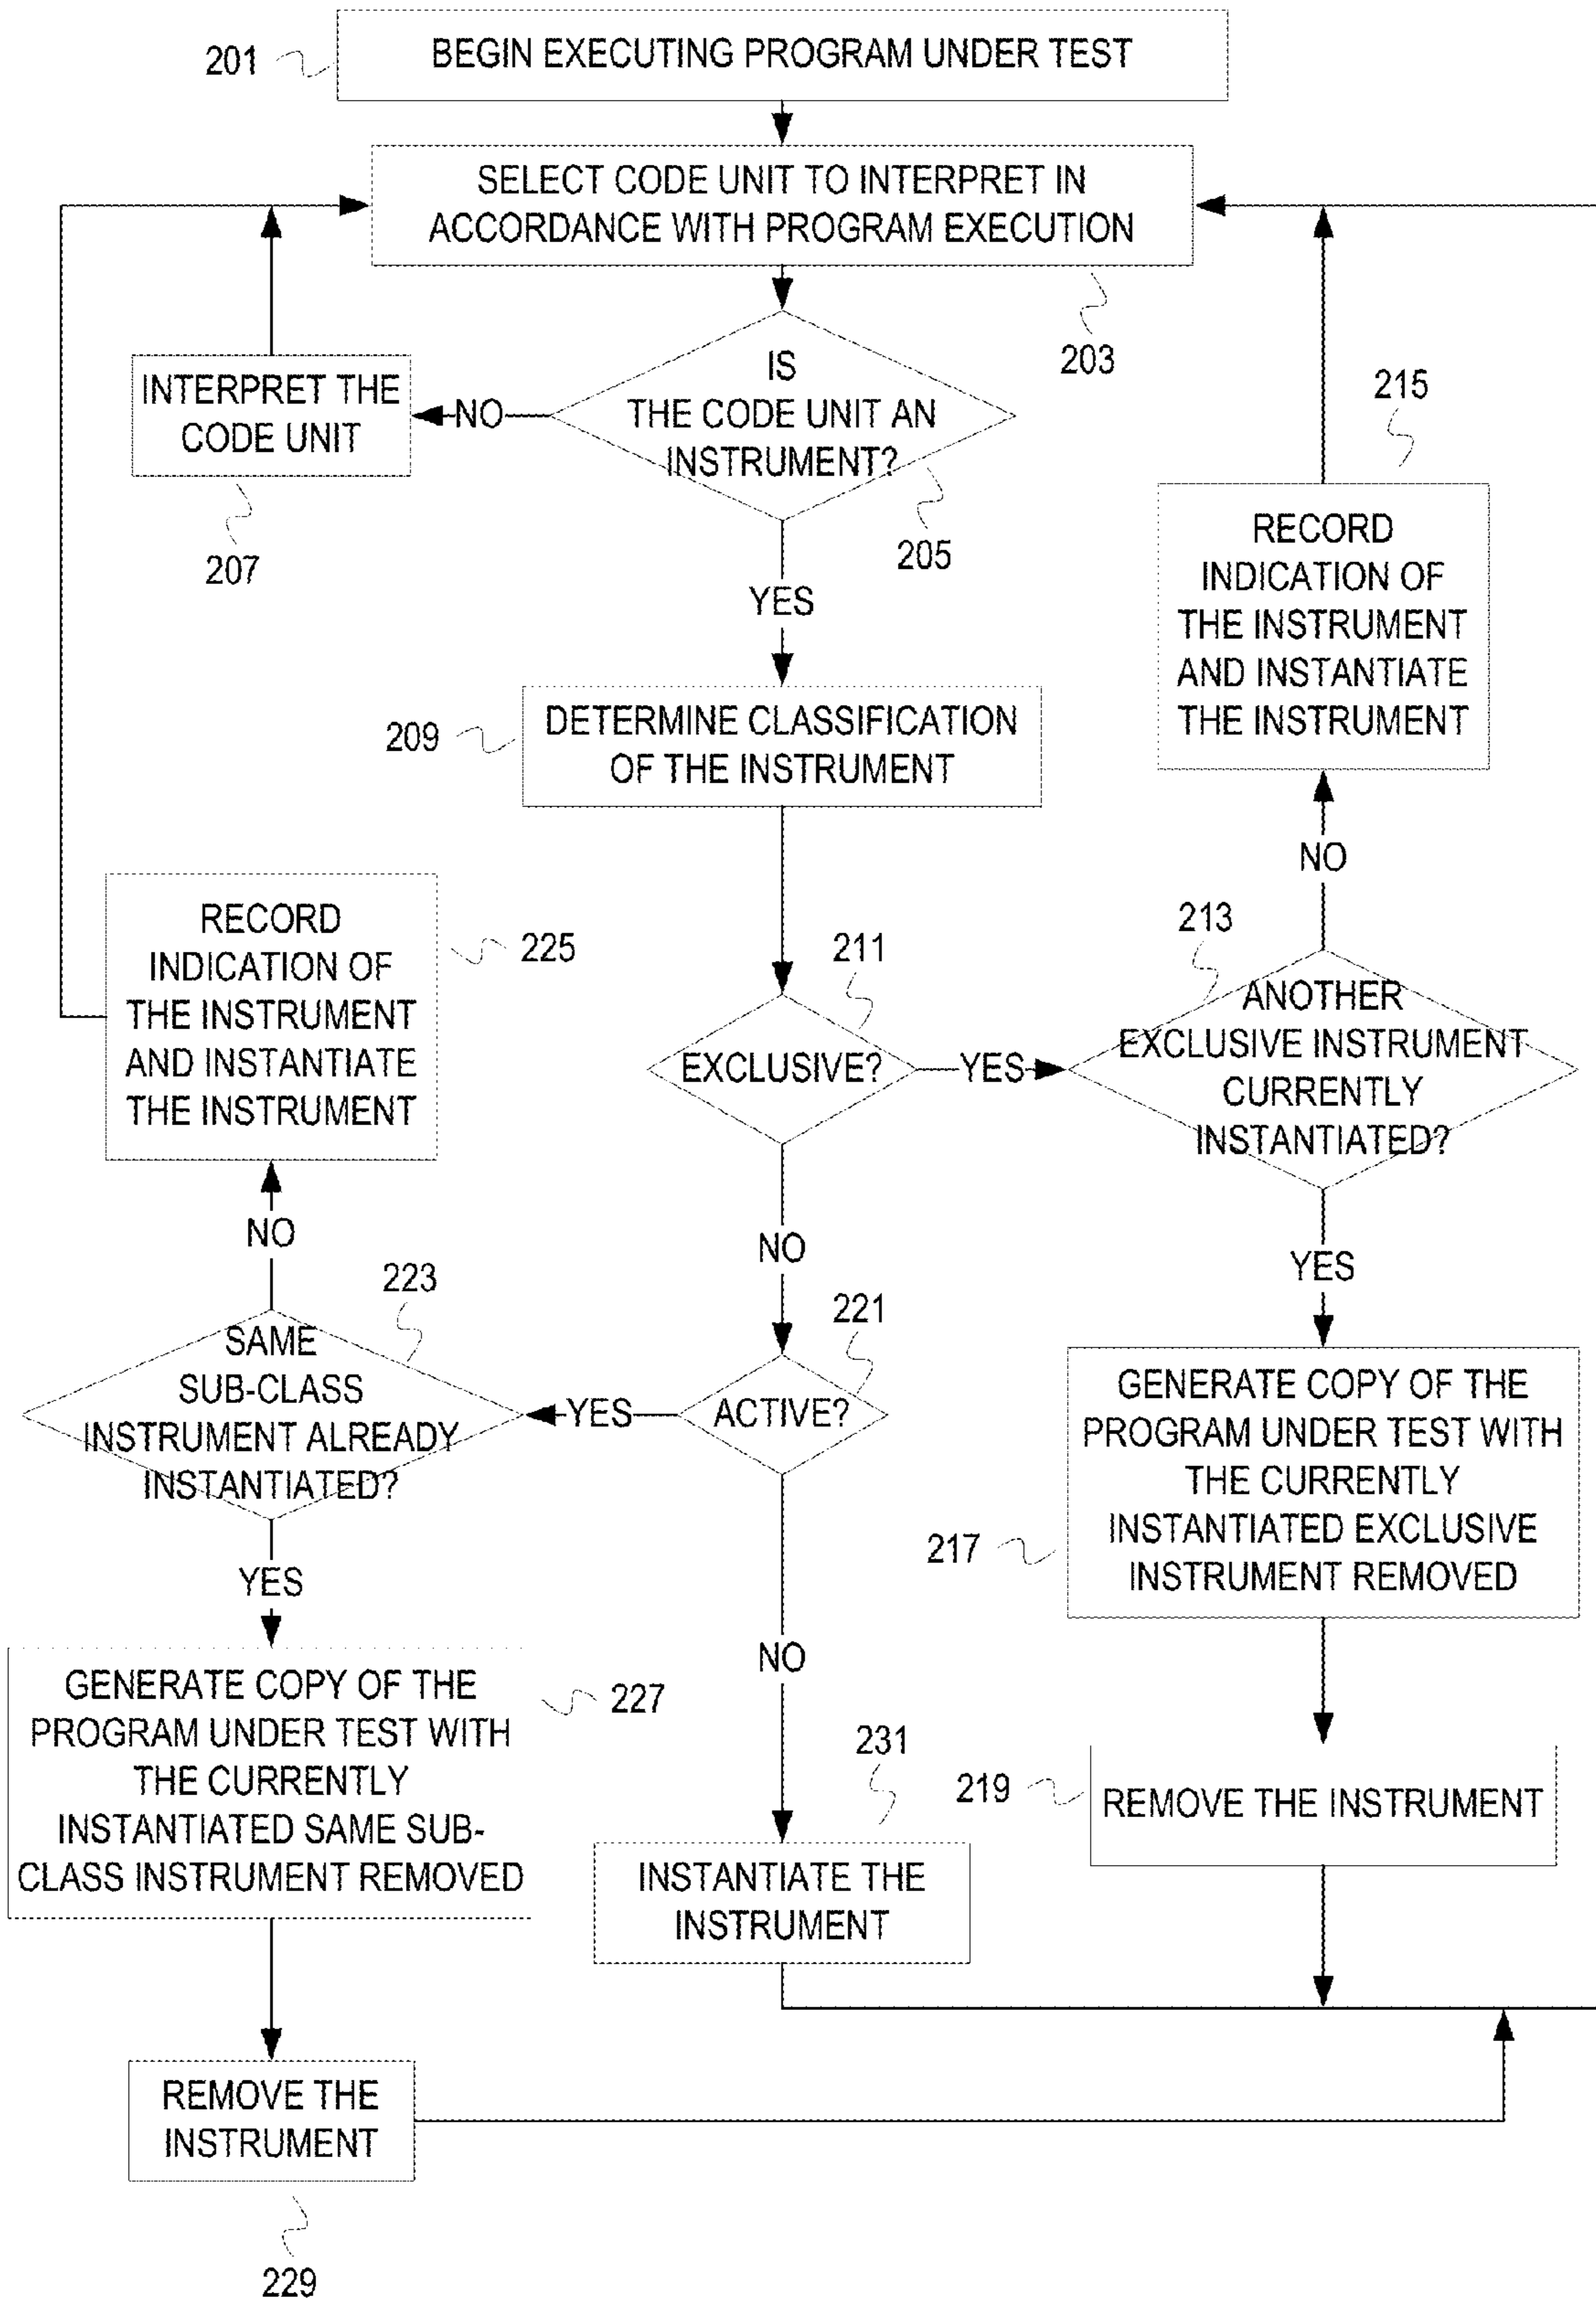 201
BEGIN EXECUTING PROGRAM UNDER TEST
SELECT CODE UNIT TO INTERPRET IN
ACCORDANCE WITH PROGRAM EXECUTION
203
IS
THE CODE UNIT AN
INSTRUMENT?
205
NO
INTERPRET THE
CODE UNIT
207
YES
209
DETERMINE CLASSIFICATION
OF THE INSTRUMENT
211
EXCLUSIVE?
YES
213
ANOTHER
EXCLUSIVE INSTRUMENT
CURRENTLY
INSTANTIATED?
NO
215
RECORD
INDICATION OF
THE INSTRUMENT
AND INSTANTIATE
THE INSTRUMENT
YES
217
GENERATE COPY OF THE
PROGRAM UNDER TEST WITH
THE CURRENTLY
INSTANTIATED EXCLUSIVE
INSTRUMENT REMOVED
219
REMOVE THE INSTRUMENT
NO
221
ACTIVE?
YES
223
SAME
SUB-CLASS
INSTRUMENT ALREADY
INSTANTIATED?
NO
225
RECORD
INDICATION OF
THE INSTRUMENT
AND INSTANTIATE
THE INSTRUMENT
YES
227
GENERATE COPY OF THE
PROGRAM UNDER TEST WITH
THE CURRENTLY
INSTANTIATED SAME SUB-
CLASS INSTRUMENT REMOVED
REMOVE THE
INSTRUMENT
229
NO
231
INSTANTIATE THE
INSTRUMENT